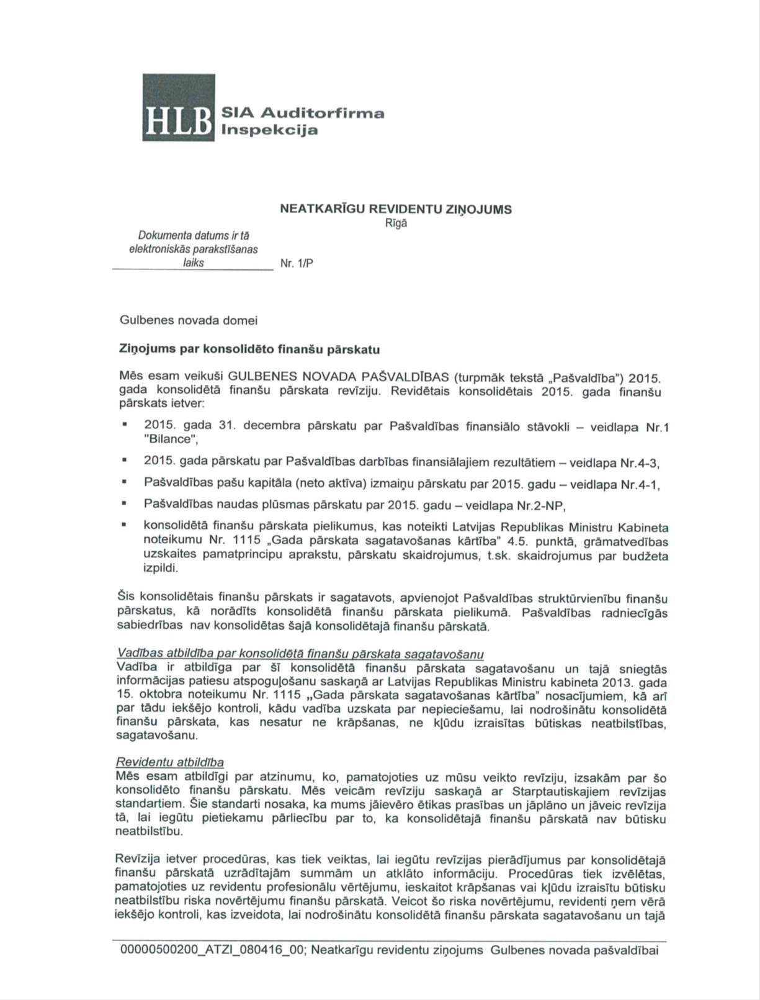 HLB SIA Auditorfirma
Inspekcija
NEATKARĪGU REVIDENTU ZIŅOJUMS
Rīgā
Dokumenta datums ir tā
elektroniskās parakstīšanas
laiks Nr. 1/P
Gulbenes novada domei
Ziņojums par konsolidēto finanšu pārskatu
Mēs esam veikuši GULBENES NOVADA PAŠVALDĪBAS (turpmāk tekstā „Pašvaldība”) 2015.
gada konsolidētā finanšu pārskata revīziju. Revidētais konsolidētais 2015. gada finanšu
pārskats ietver:
▪ 2015. gada 31. decembra pārskatu par Pašvaldības finansiālo stāvokli – veidlapa Nr.1
"Bilance",
▪ 2015. gada pārskatu par Pašvaldības darbības finansiālajiem rezultātiem – veidlapa Nr.4-3,
▪ Pašvaldības pašu kapitāla (neto aktīva) izmaiņu pārskatu par 2015. gadu – veidlapa Nr.4-1,
▪ Pašvaldības naudas plūsmas pārskatu par 2015. gadu – veidlapa Nr.2-NP,
▪ konsolidētā finanšu pārskata pielikumus, kas noteikti Latvijas Republikas Ministru Kabineta
noteikumu Nr. 1115 „Gada pārskata sagatavošanas kārtība” 4.5. punktā, grāmatvedības
uzskaites pamatprincipu aprakstu, pārskatu skaidrojumus, t.sk. skaidrojumus par budžeta
izpildi.
Šis konsolidētais finanšu pārskats ir sagatavots, apvienojot Pašvaldības struktūrvienību finanšu
pārskatus, kā norādīts konsolidētā finanšu pārskata pielikumā. Pašvaldības radniecīgās
sabiedrības nav konsolidētas šajā konsolidētajā finanšu pārskatā.
Vadības atbildība par konsolidētā finanšu pārskata sagatavošanu
Vadība ir atbildīga par šī konsolidētā finanšu pārskata sagatavošanu un tajā sniegtās
informācijas patiesu atspoguļošanu saskaņā ar Latvijas Republikas Ministru kabineta 2013. gada
15. oktobra noteikumu Nr. 1115 „Gada pārskata sagatavošanas kārtība” nosacījumiem, kā arī
par tādu iekšējo kontroli, kādu vadība uzskata par nepieciešamu, lai nodrošinātu konsolidētā
finanšu pārskata, kas nesatur ne krāpšanas, ne kļūdu izraisītas būtiskas neatbilstības,
sagatavošanu.
Revidentu atbildība
Mēs esam atbildīgi par atzinumu, ko, pamatojoties uz mūsu veikto revīziju, izsakām par šo
konsolidēto finanšu pārskatu. Mēs veicām revīziju saskaņā ar Starptautiskajiem revīzijas
standartiem. Šie standarti nosaka, ka mums jāievēro ētikas prasības un jāplāno un jāveic revīzija
tā, lai iegūtu pietiekamu pārliecību par to, ka konsolidētajā finanšu pārskatā nav būtisku
neatbilstību.
Revīzija ietver procedūras, kas tiek veiktas, lai iegūtu revīzijas pierādījumus par konsolidētajā
finanšu pārskatā uzrādītajām summām un atklāto informāciju. Procedūras tiek izvēlētas,
pamatojoties uz revidentu profesionālu vērtējumu, ieskaitot krāpšanas vai kļūdu izraisītu būtisku
neatbilstību riska novērtējumu finanšu pārskatā. Veicot šo riska novērtējumu, revidenti ņem vērā
iekšējo kontroli, kas izveidota, lai nodrošinātu konsolidētā finanšu pārskata sagatavošanu un tajā
00000500200_ATZI_080416_00; Neatkarīgu revidentu ziņojums Gulbenes novada pašvaldībai